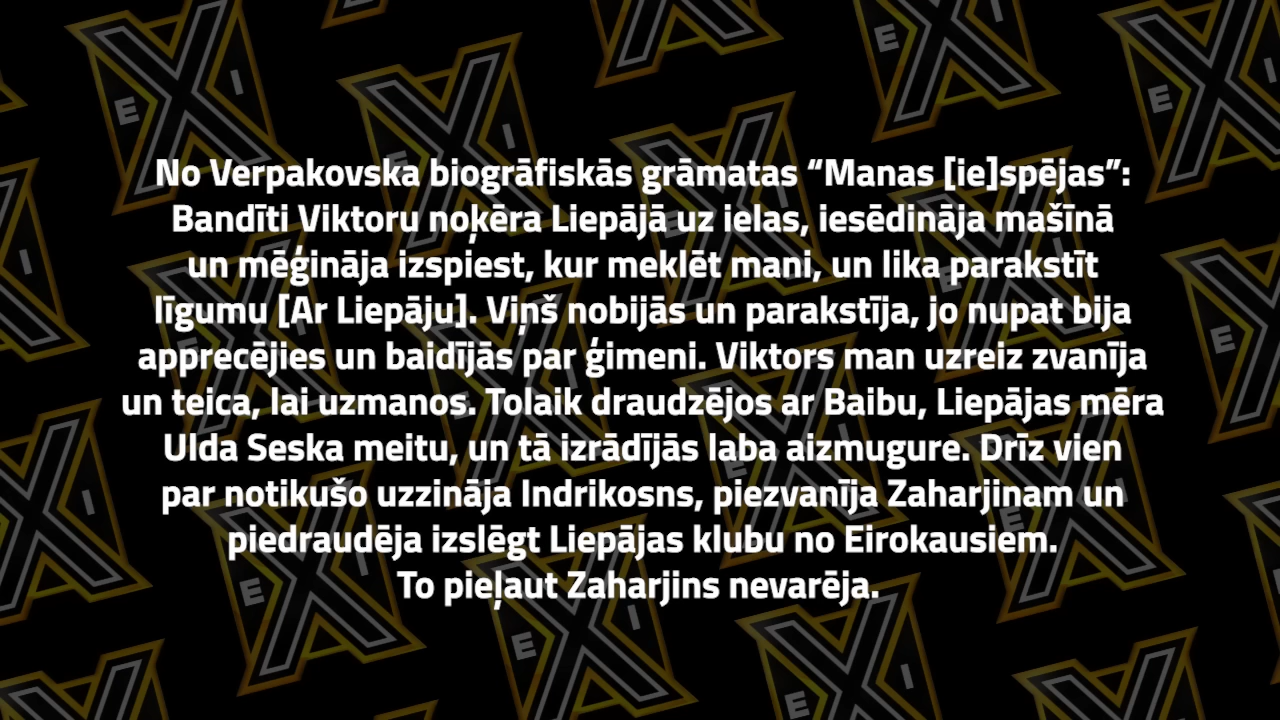 No Verpakovska biogrāfiskās grāmatas “Manas [ie]spējas”:
Bandīti Viktoru noķēra Liepājā uz ielas, iesēdināja mašīnā
un mēģināja izspiest, kur meklēt mani, un lika parakstīt
līgumu [Ar Liepāju]. Viņš nobijās un parakstīja, jo nupat bija
apprecējies un baidījās par ģimeni. Viktors man uzreiz zvanīja
un teica, lai uzmanos. Tolaik draudzējos ar Baibu, Liepājas mēra
Ulda Seska meitu, un tā izrādījās laba aizmugure. Drīz vien
par notikušo uzzināja Indrikosns, piezvanīja Zaharjinam un
piedraudēja izslēgt Liepājas klubu no Eirokausiem.
To pieļaut Zaharjins nevarēja.